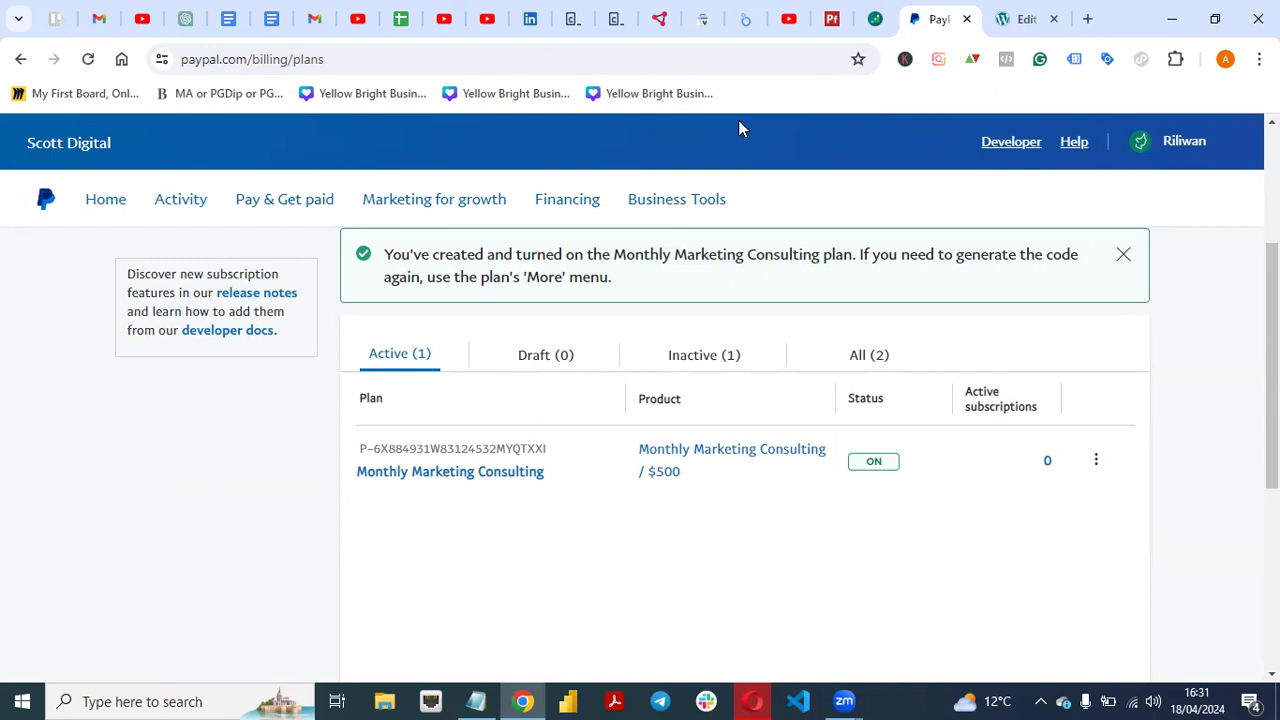 PayP
Edit
paypal.com/billing/plans
A
My First Board, Onl...
B MA or PGDip or PG...
Yellow Bright Busin...
Yellow Bright Busin...
Yellow Bright Busin...
Scott Digital
Developer
Help
Riliwan
Home
Activity
Pay & Get paid
Marketing for growth
Financing
Business Tools
Discover new subscription
features in our release notes
and learn how to add them
from our developer docs.
You've created and turned on the Monthly Marketing Consulting plan. If you need to generate the code
again, use the plan's 'More' menu.
Active (1)
Draft (0)
Inactive (1)
All (2)
Plan
Product
Status
Active
subscriptions
P-6X884931W83124532MYQTXXI
Monthly Marketing Consulting
Monthly Marketing Consulting
/ $500
ON
0
Type here to search
12°C
16:31
18/04/2024
4